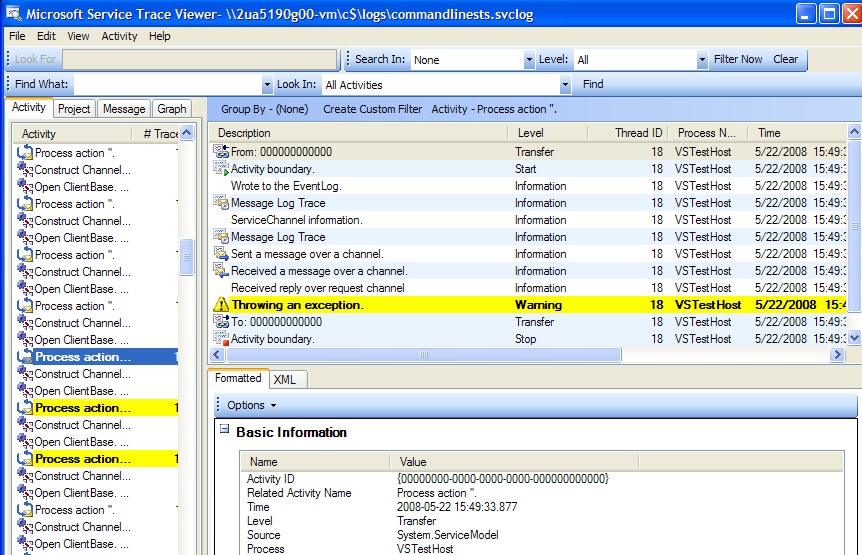 Microsoft Service Trace Viewer- \\2ua5190g00-vm\c$\logs\commandlinests.svclog
File Edit View Activity Help
Look For Search In: None Level: All Filter Now Clear
Find What: Look In: All Activities Find
Activity Project Message Graph
Activity # Trace
Process action ''.
Construct Channel...
Open ClientBase. ...
Process action ''.
Construct Channel...
Open ClientBase. ...
Process action ''.
Construct Channel...
Open ClientBase. ...
Process action ''.
Construct Channel...
Open ClientBase. ...
Process action... 1
Construct Channel...
Open ClientBase. ...
Process action... 1
Construct Channel...
Open ClientBase. ...
Process action... 1
Construct Channel...
Open ClientBase. ...
Process action ''.
Construct Channel...
Open ClientBase. ...
Group By - (None) Create Custom Filter Activity - Process action ''.
Description Level Thread ID Process N... Time
From: 000000000000 Transfer 18 VSTestHost 5/22/2008 15:49:3
Activity boundary. Start 18 VSTestHost 5/22/2008 15:49:3
Wrote to the EventLog. Information 18 VSTestHost 5/22/2008 15:49:3
Message Log Trace Information 18 VSTestHost 5/22/2008 15:49:3
ServiceChannel information. Information 18 VSTestHost 5/22/2008 15:49:3
Message Log Trace Information 18 VSTestHost 5/22/2008 15:49:3
Sent a message over a channel. Information 18 VSTestHost 5/22/2008 15:49:3
Received a message over a channel. Information 18 VSTestHost 5/22/2008 15:49:3
Received reply over request channel Information 18 VSTestHost 5/22/2008 15:49:3
Throwing an exception. Warning 18 VSTestHost 5/22/2008 15:4
To: 000000000000 Transfer 18 VSTestHost 5/22/2008 15:49:3
Activity boundary. Stop 18 VSTestHost 5/22/2008 15:49:3
Formatted XML
Options
Basic Information
Name Value
Activity ID {00000000-0000-0000-0000-000000000000}
Related Activity Name Process action ''.
Time 2008-05-22 15:49:33.877
Level Transfer
Source System.ServiceModel
Process VSTestHost